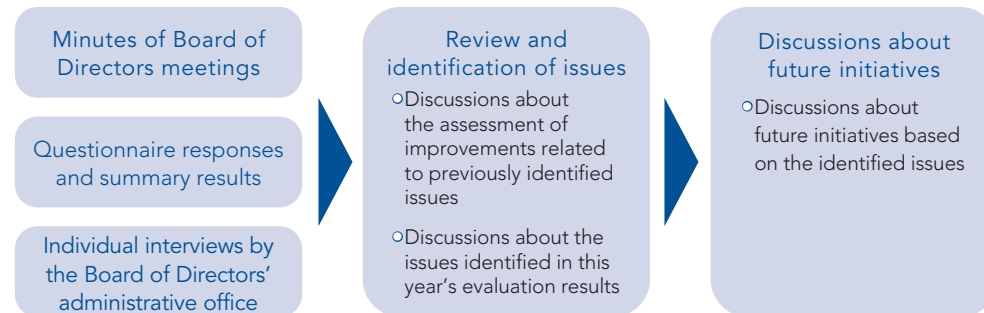 Minutes of Board of
Directors meetings
Questionnaire responses
and summary results
Individual interviews by
the Board of Directors’
administrative office
Review and
identification of issues
Discussions about
the assessment of
improvements related
to previously identified
issues
Discussions about the
issues identified in this
year’s evaluation results
Discussions about
future initiatives
Discussions about
future initiatives based
on the identified issues